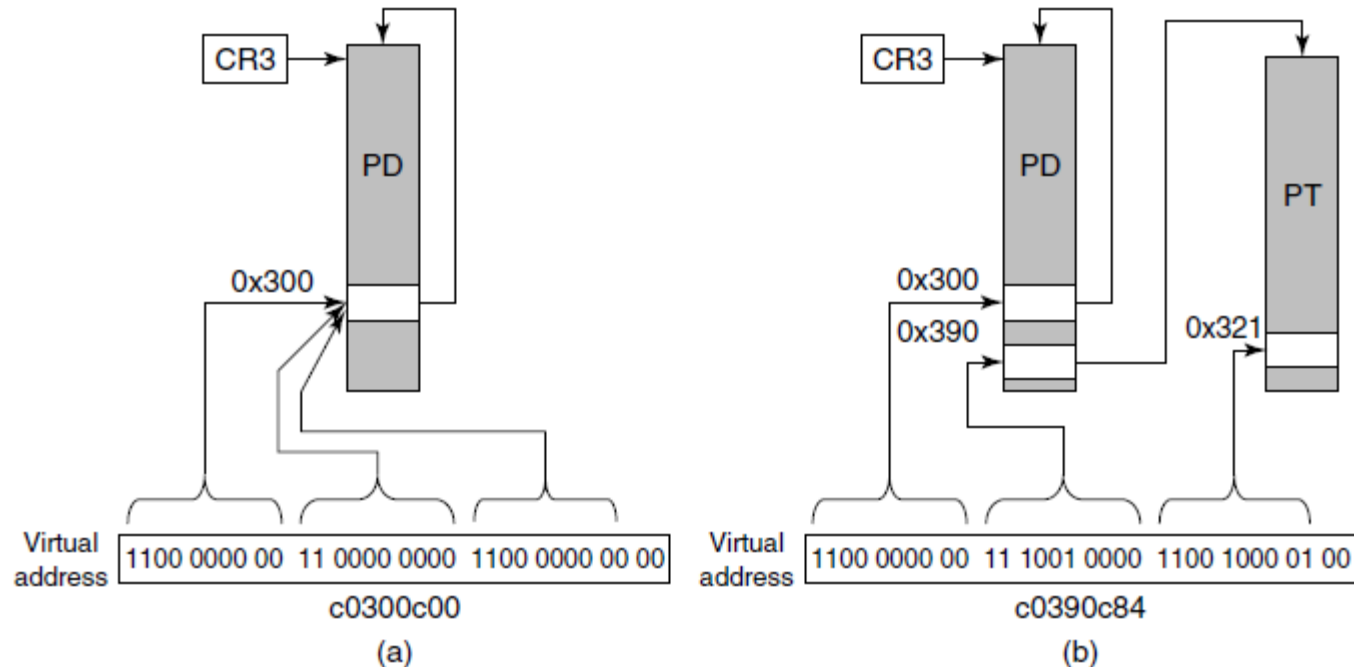 CR3
PD
0x300
Virtual address
1100 0000 00 11 0000 0000 1100 0000 00 00
c0300c00
(a)
CR3
PD
PT
0x300
0x390
0x321
Virtual address
1100 0000 00 11 1001 0000 1100 1000 01 00
c0390c84
(b)